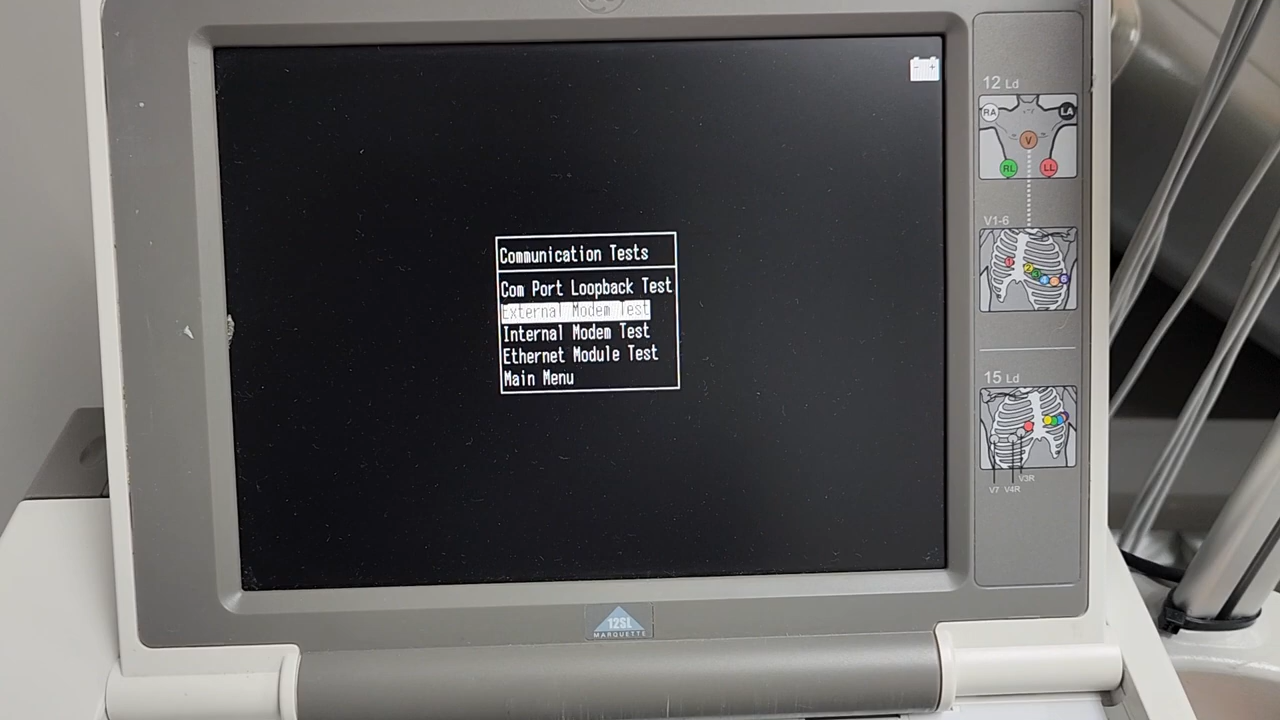 - +
Communication Tests
Com Port Loopback Test
External Modem Test
Internal Modem Test
Ethernet Module Test
Main Menu
12 Ld
RA
LA
V
RL
LL
V1-6
15 Ld
V3R
V7 V4R
12SL
MARQUETTE